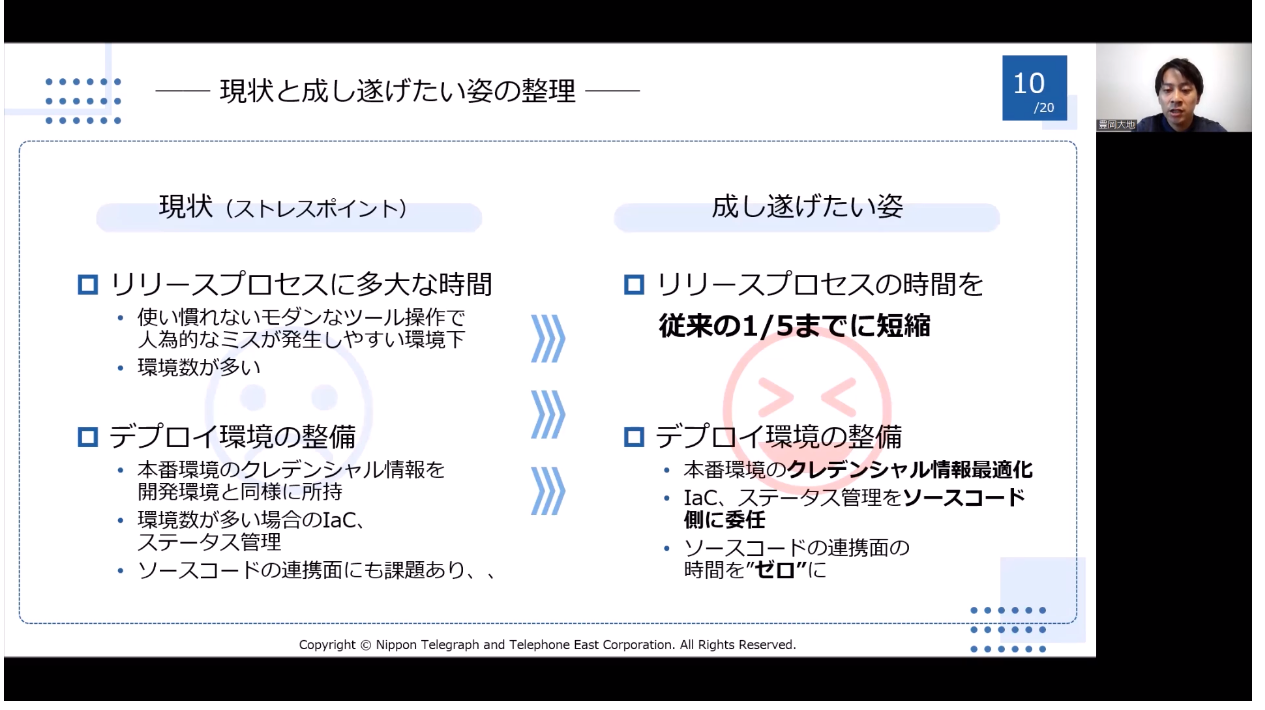 ── 現状と成し遂げたい姿の整理 ──
10
/20
豊岡大地
現状（ストレスポイント）
リリースプロセスに多大な時間
・使い慣れないモダンなツール操作で
人為的なミスが発生しやすい環境下
・環境数が多い
デプロイ環境の整備
・本番環境のクレデンシャル情報を
開発環境と同様に所持
・環境数が多い場合のIaC、
ステータス管理
・ソースコードの連携面にも課題あり、、
成し遂げたい姿
リリースプロセスの時間を
従来の1/5までに短縮
デプロイ環境の整備
・本番環境のクレデンシャル情報最適化
・IaC、ステータス管理をソースコード
側に委任
・ソースコードの連携面の
時間を”ゼロ”に
Copyright © Nippon Telegraph and Telephone East Corporation. All Rights Reserved.